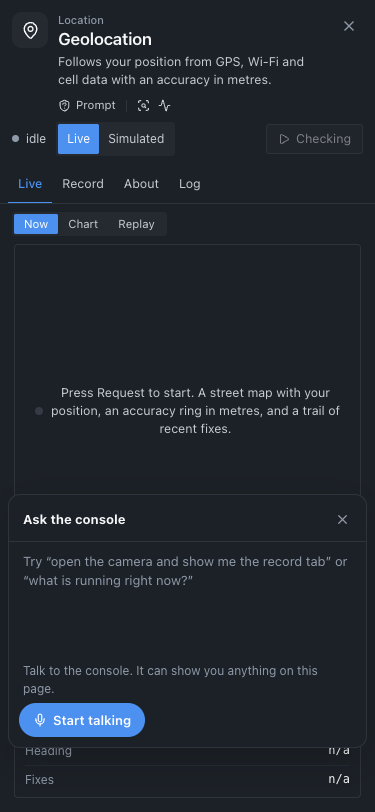 Location
Geolocation
Follows your position from GPS, Wi-Fi and
cell data with an accuracy in metres.
Prompt
idle
Live
Simulated
Checking
Live
Record
About
Log
Now
Chart
Replay
Press Request to start. A street map with your
position, an accuracy ring in metres, and a trail of
recent fixes.
Ask the console
Try “open the camera and show me the record tab” or
“what is running right now?”
Talk to the console. It can show you anything on this
page.
Start talking
Heading
n/a
Fixes
n/a